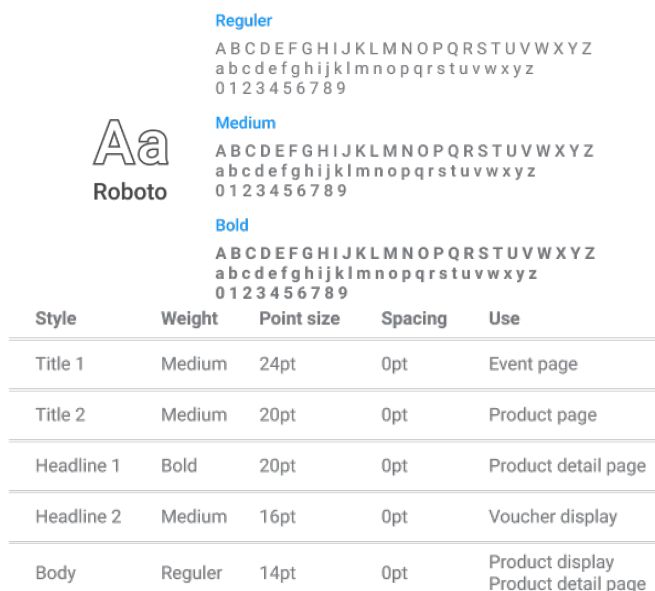 Reguler
A B C D E F G H I J K L M N O P Q R S T U V W X Y Z
a b c d e f g h i j k l m n o p q r s t u v w x y z
0 1 2 3 4 5 6 7 8 9
Aa
Roboto
Medium
A B C D E F G H I J K L M N O P Q R S T U V W X Y Z
a b c d e f g h i j k l m n o p q r s t u v w x y z
0 1 2 3 4 5 6 7 8 9
Bold
A B C D E F G H I J K L M N O P Q R S T U V W X Y Z
a b c d e f g h i j k l m n o p q r s t u v w x y z
0 1 2 3 4 5 6 7 8 9
Style Weight Point size Spacing Use
Title 1 Medium 24pt 0pt Event page
Title 2 Medium 20pt 0pt Product page
Headline 1 Bold 20pt 0pt Product detail page
Headline 2 Medium 16pt 0pt Voucher display
Body Reguler 14pt 0pt Product display
Product detail page